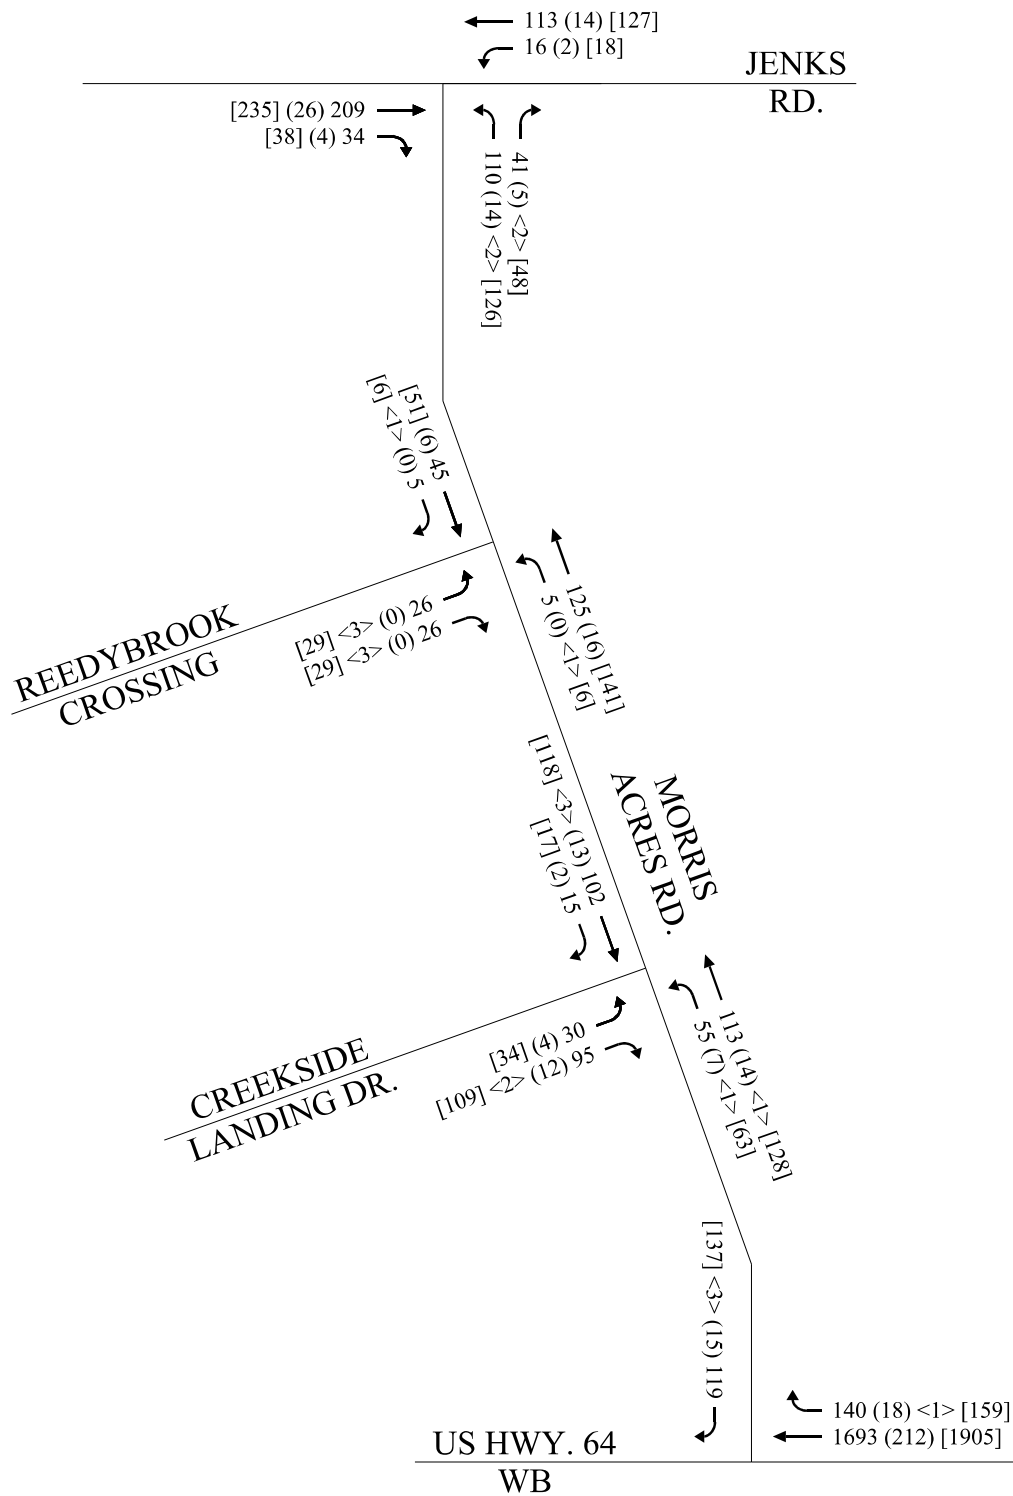 113 (14) [127]
16 (2) [18]
JENKS
RD.
[235] (26) 209
[38] (4) 34
41 (5) <2> [48]
110 (14) <2> [126]
[51] (6) 45
[6] <1> (0) 5
125 (16) [141]
5 (0) <1> [6]
[29] <3> (0) 26
[29] <3> (0) 26
REEDYBROOK
CROSSING
[118] <3> (13) 102
[17] (2) 15
MORRIS
ACRES RD.
113 (14) <1> [128]
55 (7) <1> [63]
[34] (4) 30
[109] <2> (12) 95
CREEKSIDE
LANDING DR.
[137] <3> (15) 119
140 (18) <1> [159]
1693 (212) [1905]
US HWY. 64
WB